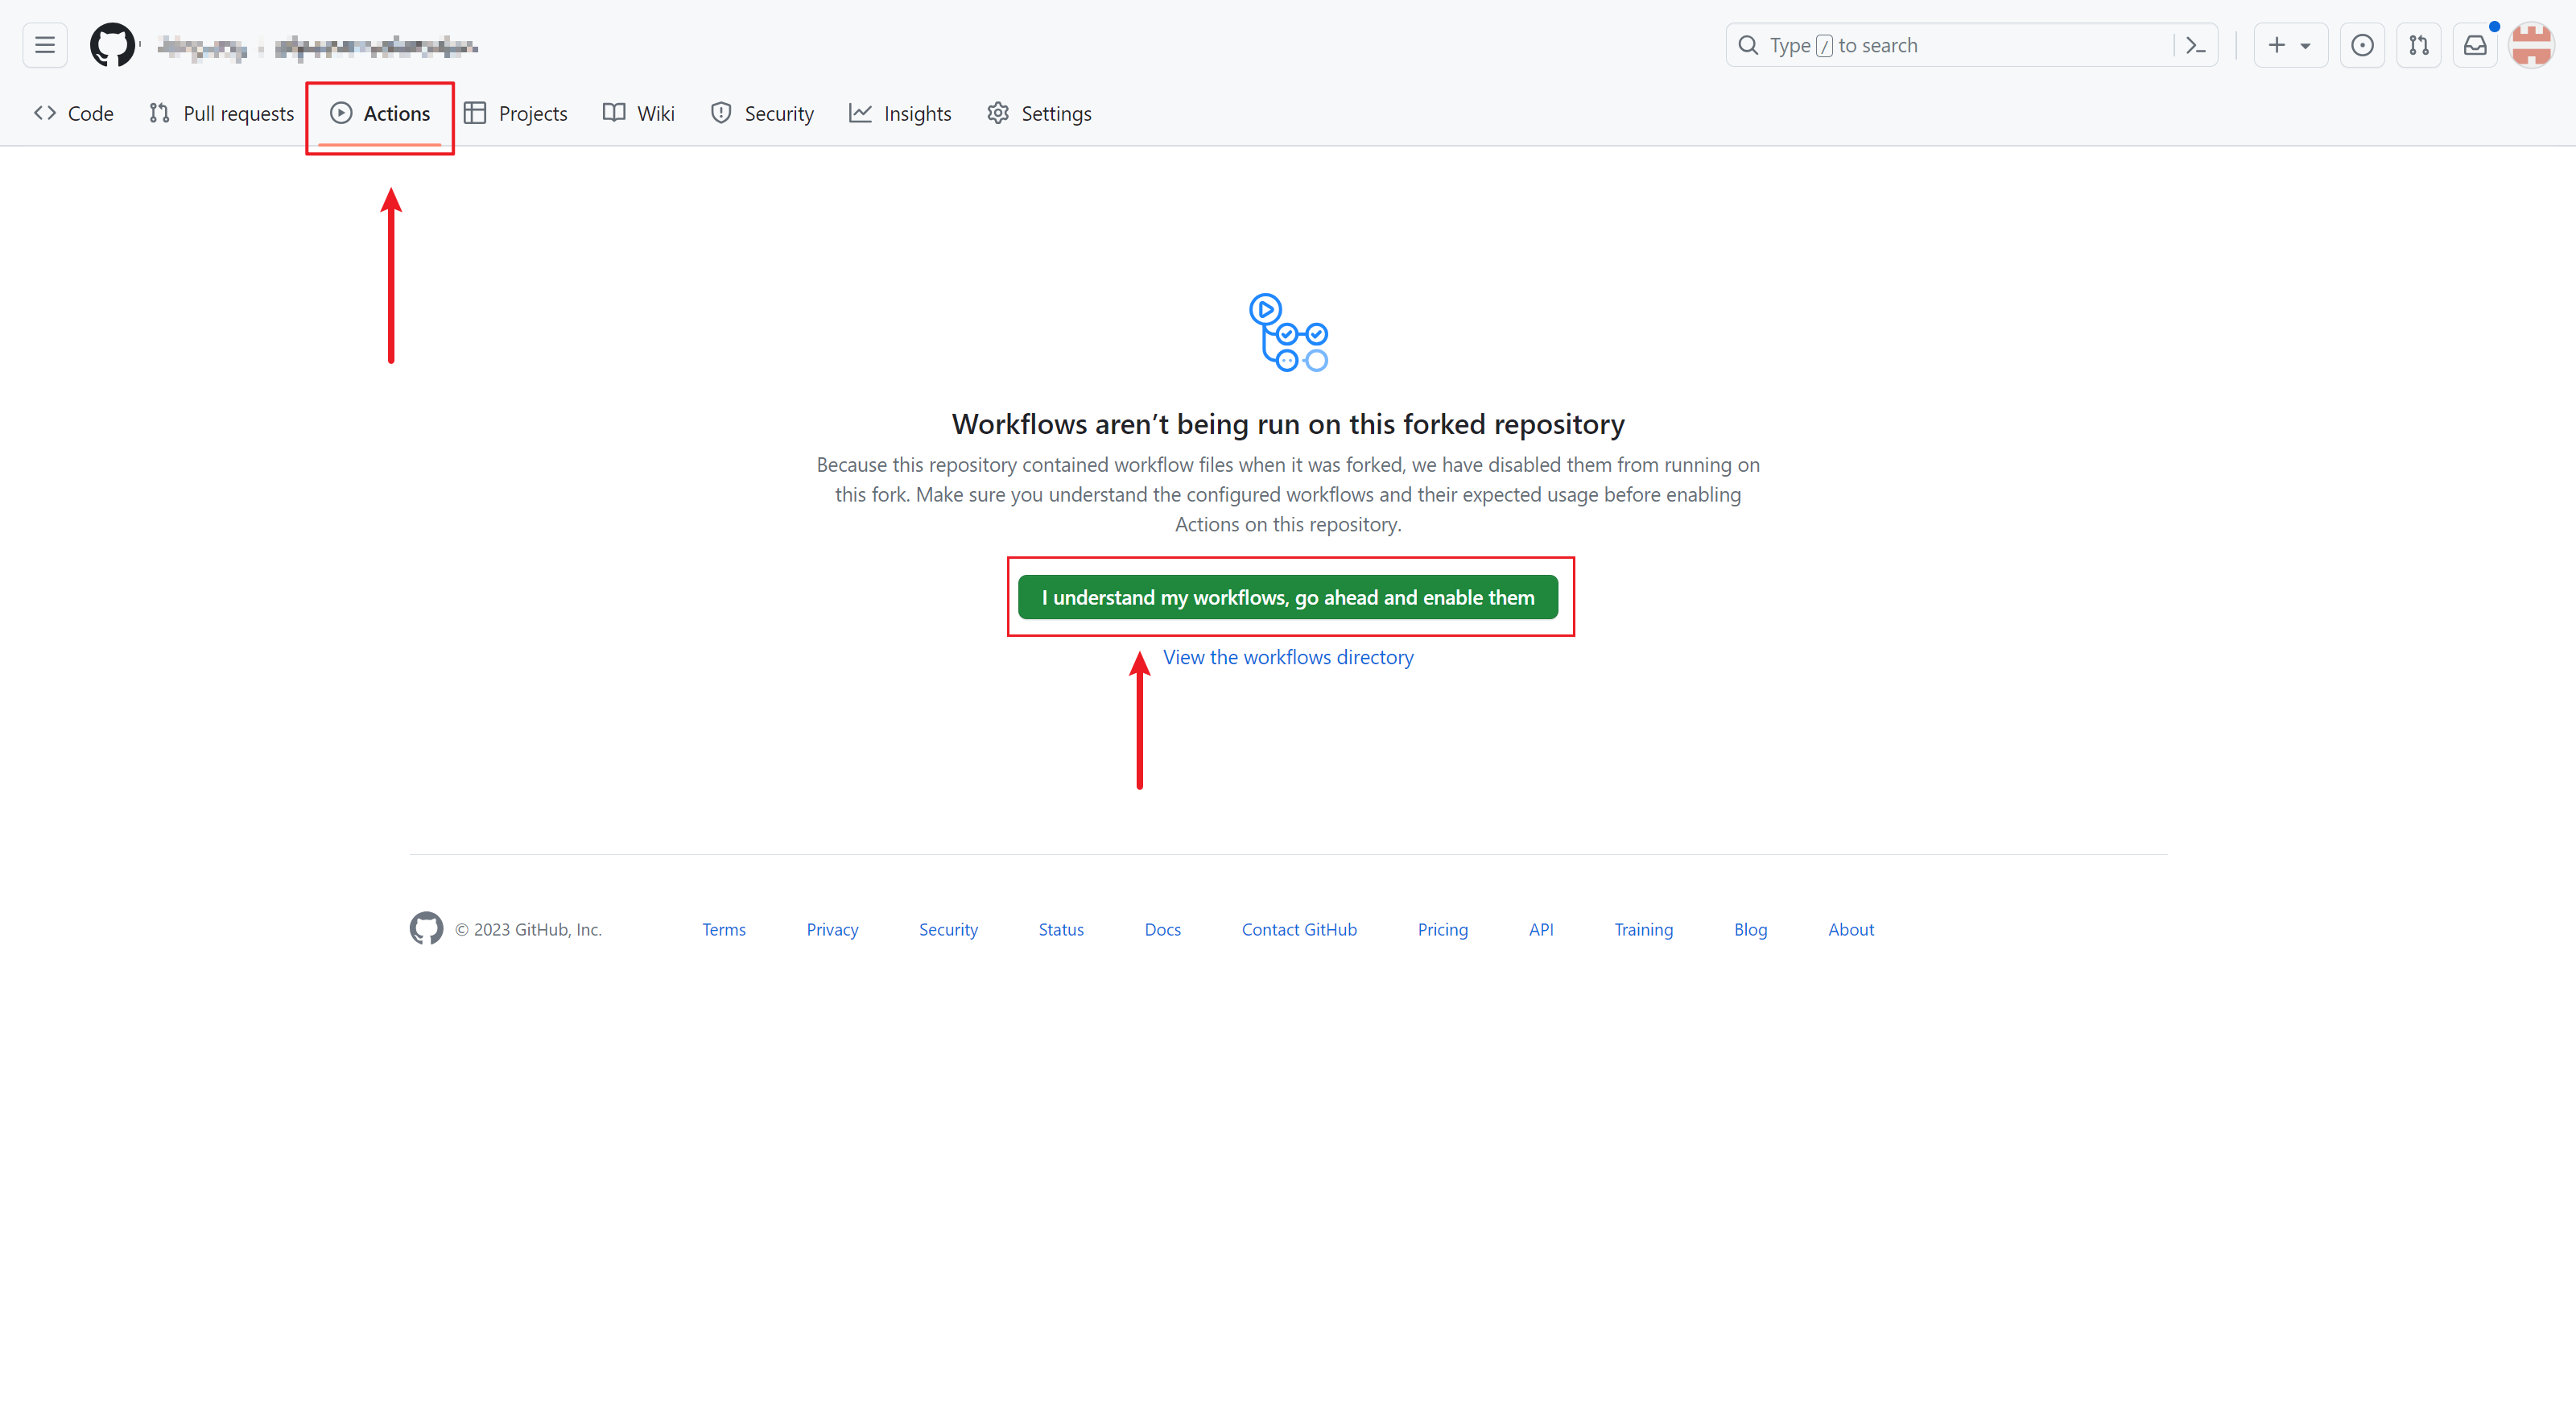 Type / to search
Code Pull requests Actions Projects Wiki Security Insights Settings
Workflows aren’t being run on this forked repository
Because this repository contained workflow files when it was forked, we have disabled them from running on
this fork. Make sure you understand the configured workflows and their expected usage before enabling
Actions on this repository.
I understand my workflows, go ahead and enable them
View the workflows directory
© 2023 GitHub, Inc. Terms Privacy Security Status Docs Contact GitHub Pricing API Training Blog About